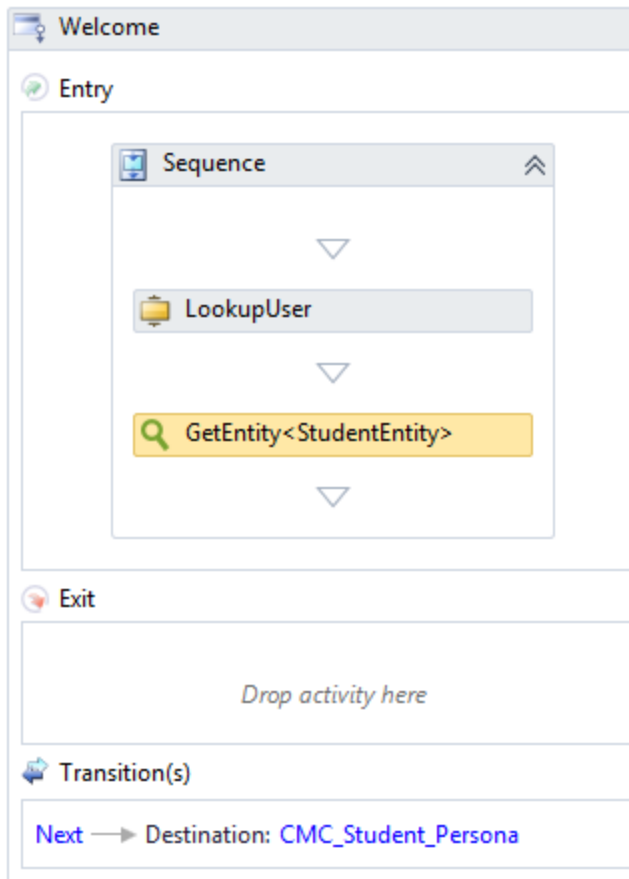 Welcome
Entry
Sequence
LookupUser
GetEntity<StudentEntity>
Exit
Drop activity here
Transition(s)
Next Destination: CMC_Student_Persona